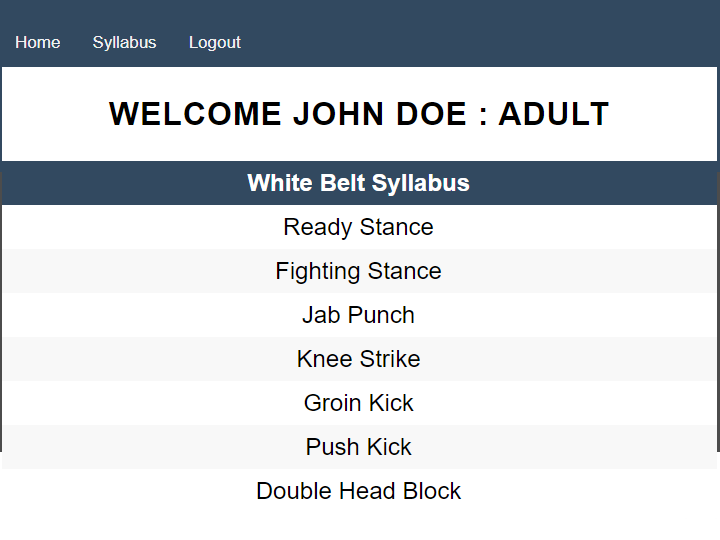 Home Syllabus Logout
WELCOME JOHN DOE : ADULT
White Belt Syllabus
Ready Stance
Fighting Stance
Jab Punch
Knee Strike
Groin Kick
Push Kick
Double Head Block